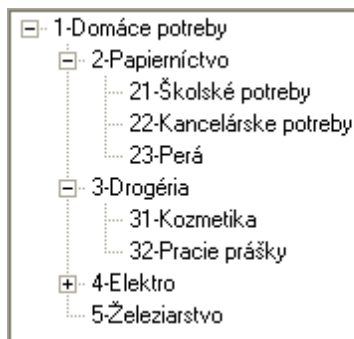 1-Domáce potreby
2-Papierníctvo
21-Školské potreby
22-Kancelárske potreby
23-Perá
3-Drogéria
31-Kozmetika
32-Pracie prášky
4-Elektro
5-Železiarstvo